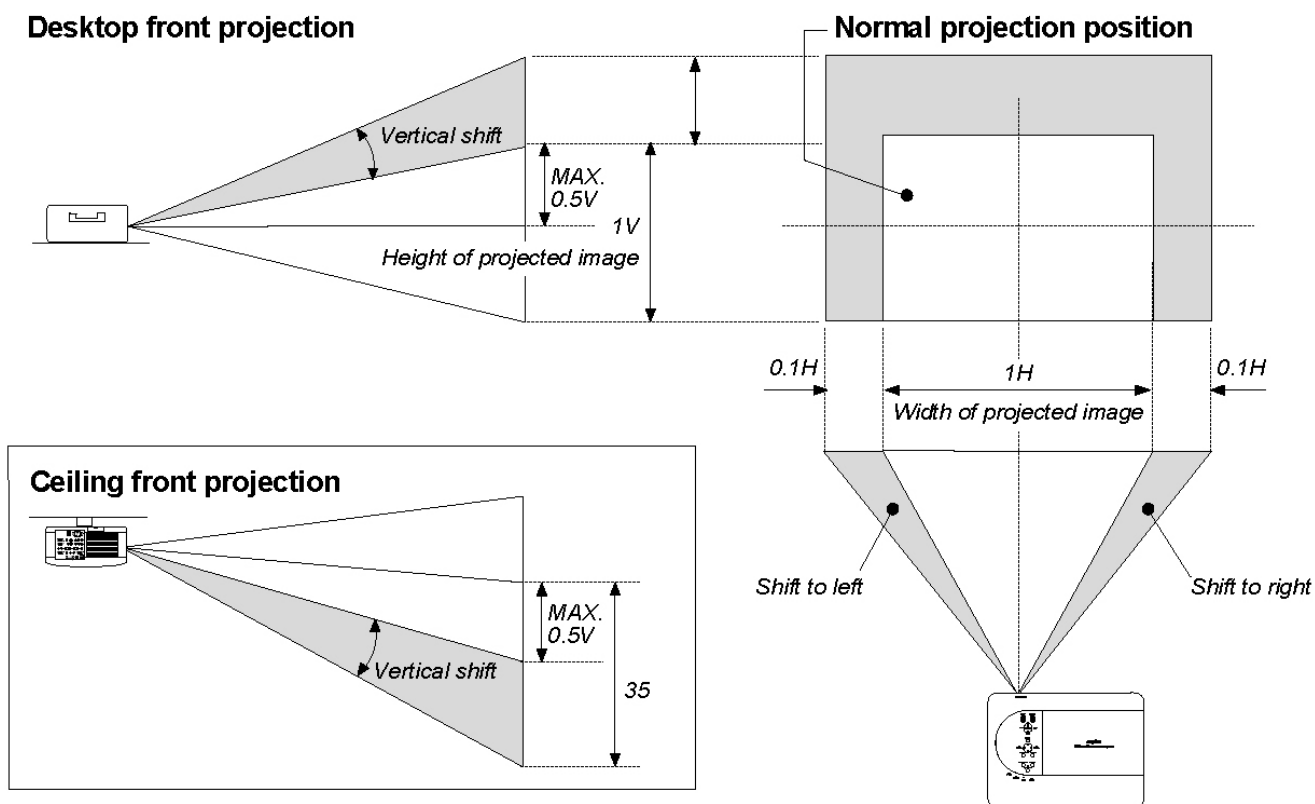 Desktop front projection
Normal projection position
Vertical shift
MAX.
0.5V
1V
Height of projected image
0.1H
1H
0.1H
Width of projected image
Ceiling front projection
MAX.
0.5V
Vertical shift
35
Shift to left
Shift to right